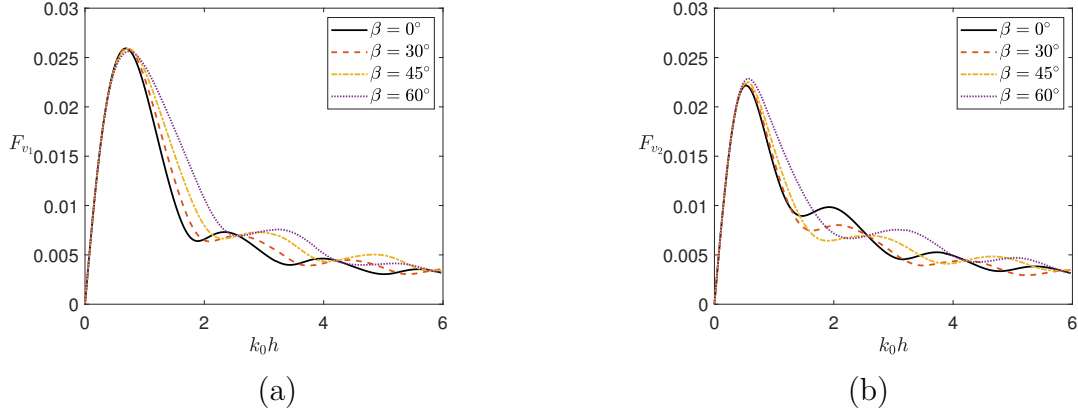 0.03
0.025
0.02
0.015
0.01
0.005
0
F_{v_1}
β = 0°
β = 30°
β = 45°
β = 60°
0 2 4 6
k_0h
(a)
0.03
0.025
0.02
0.015
0.01
0.005
0
F_{v_2}
β = 0°
β = 30°
β = 45°
β = 60°
0 2 4 6
k_0h
(b)